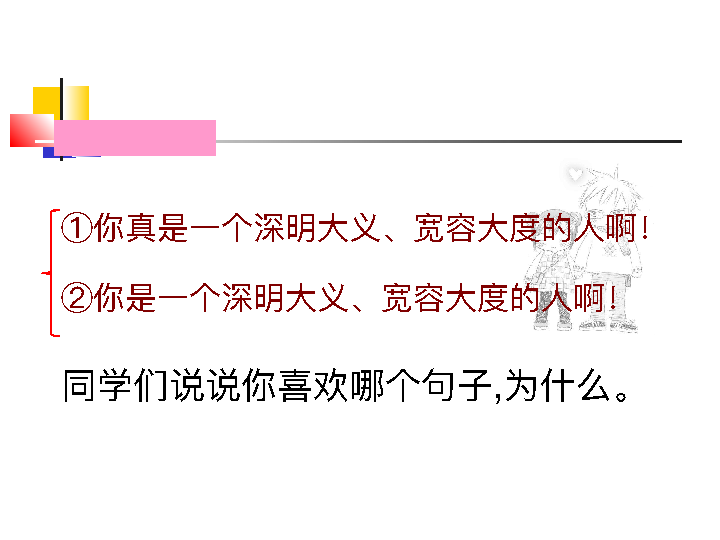 ①你真是一个深明大义、宽容大度的人啊！
②你是一个深明大义、宽容大度的人啊！
同学们说说你喜欢哪个句子,为什么。